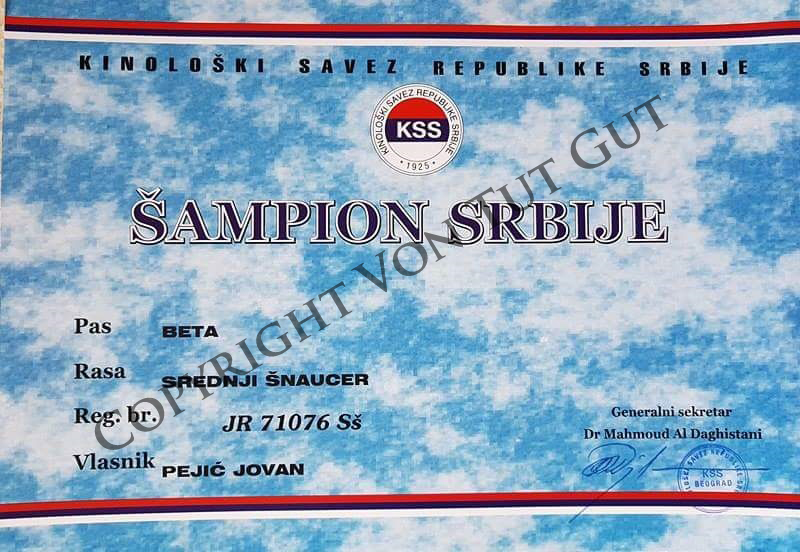 KINOLOŠKI SAVEZ REPUBLIKE SRBIJE
KINOLOŠKI SAVEZ REPUBLIKE SRBIJE
KSS
• 1925 •
ŠAMPION SRBIJE
Pas BETA
Rasa SREDNJI ŠNAUCER
Reg. br. JR 71076 Sš
Vlasnik PEJIĆ JOVAN
Generalni sekretar
Dr Mahmoud Al Daghistani
KSS
BEOGRAD
COPYRIGHT VON TUT GUT